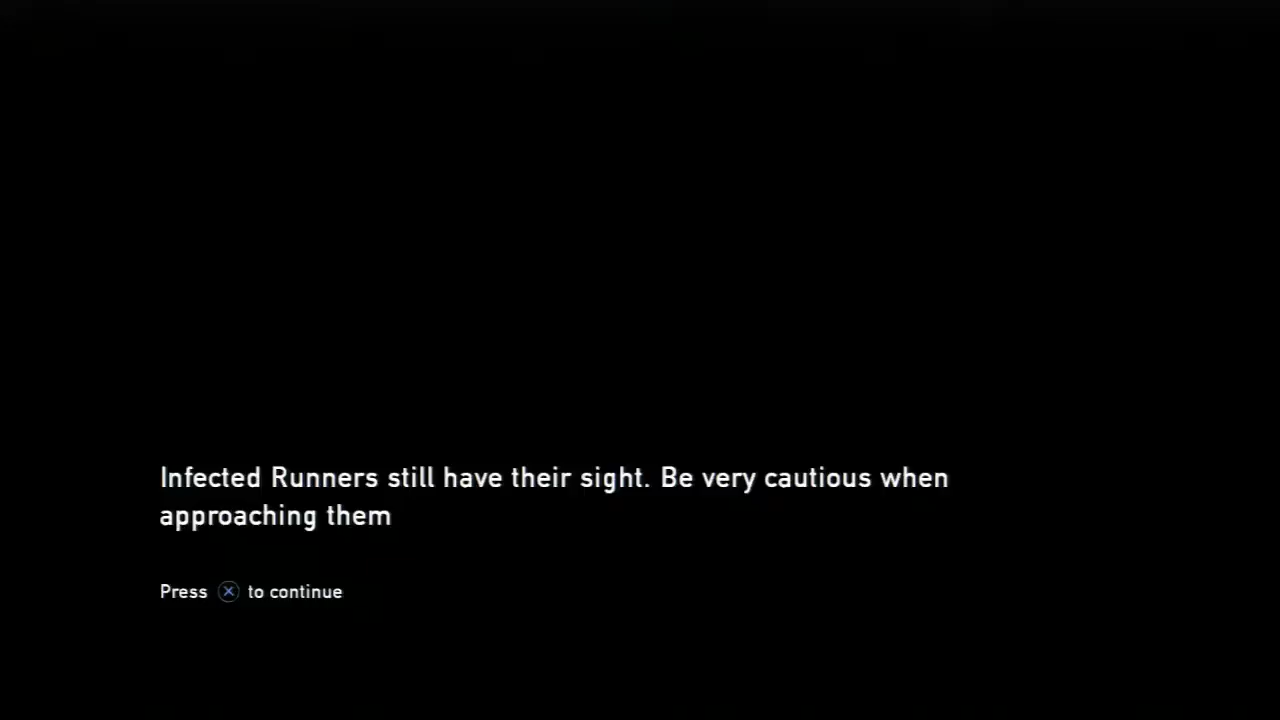 Infected Runners still have their sight. Be very cautious when
approaching them
Press ⓧ to continue